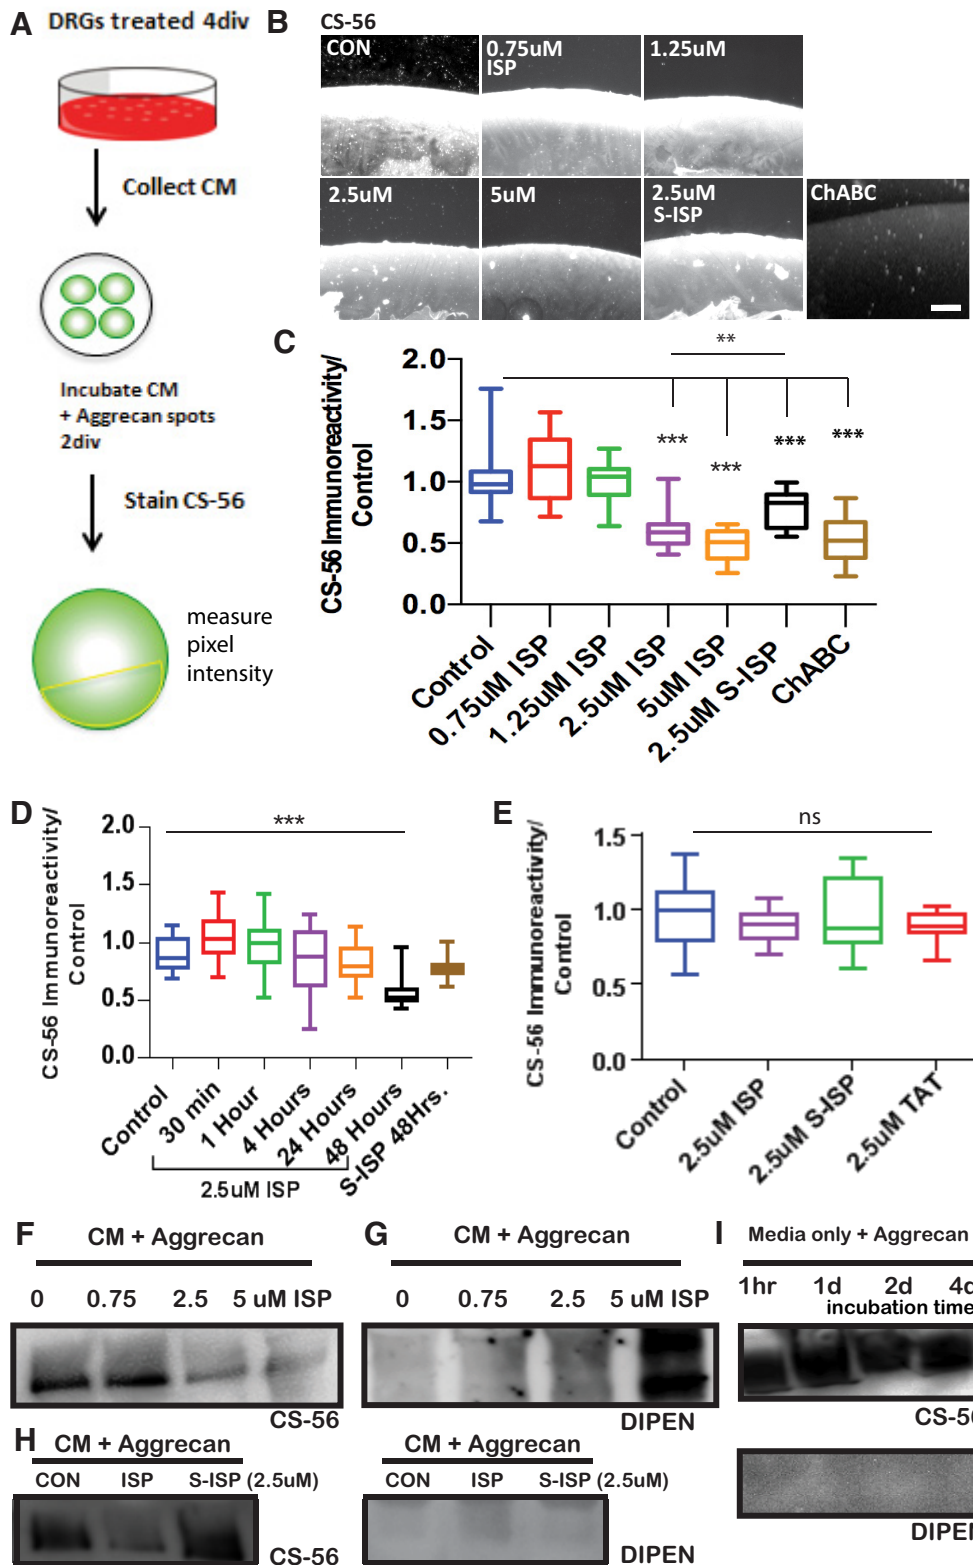 A
DRGs treated 4div
Collect CM
Incubate CM
+ Aggrecan spots
2div
Stain CS-56
measure
pixel
intensity
B
CS-56
CON
0.75uM
ISP
1.25uM
2.5uM
5uM
2.5uM
S-ISP
ChABC
C
CS-56 Immunoreactivity/
Control
2.0
1.5
1.0
0.5
0.0
**
***
***
***
***
Control
0.75uM ISP
1.25uM ISP
2.5uM ISP
5uM ISP
2.5uM S-ISP
ChABC
D
CS-56 Immunoreactivity/
Control
2.0
1.5
1.0
0.5
0.0
***
Control
30 min
1 Hour
4 Hours
24 Hours
48 Hours
S-ISP 48Hrs.
2.5uM ISP
E
CS-56 Immunoreactivity/
Control
1.5
1.0
0.5
0.0
ns
Control
2.5uM ISP
2.5uM S-ISP
2.5uM TAT
F
CM + Aggrecan
0 0.75 2.5 5 uM ISP
CS-56
G
CM + Aggrecan
0 0.75 2.5 5 uM ISP
DIPEN
H
CM + Aggrecan
CON ISP S-ISP (2.5uM)
CS-56
CM + Aggrecan
CON ISP S-ISP (2.5uM)
DIPEN
I
Media only + Aggrecan
1hr 1d 2d 4d
incubation time
CS-56
DIPEN